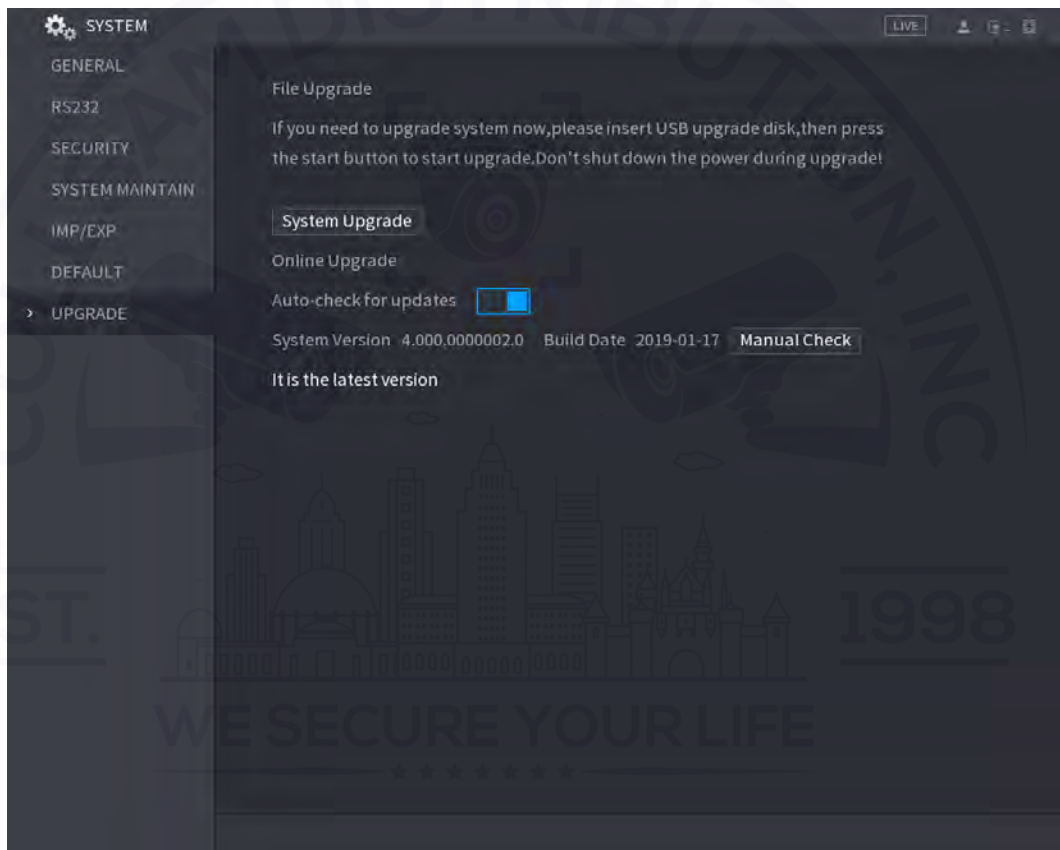 SYSTEM
LIVE
GENERAL
RS232
SECURITY
SYSTEM MAINTAIN
IMP/EXP
DEFAULT
UPGRADE
File Upgrade
If you need to upgrade system now,please insert USB upgrade disk,then press
the start button to start upgrade.Don't shut down the power during upgrade!
System Upgrade
Online Upgrade
Auto-check for updates
System Version 4.000.0000002.0 Build Date 2019-01-17 Manual Check
It is the latest version
1998
WE SECURE YOUR LIFE